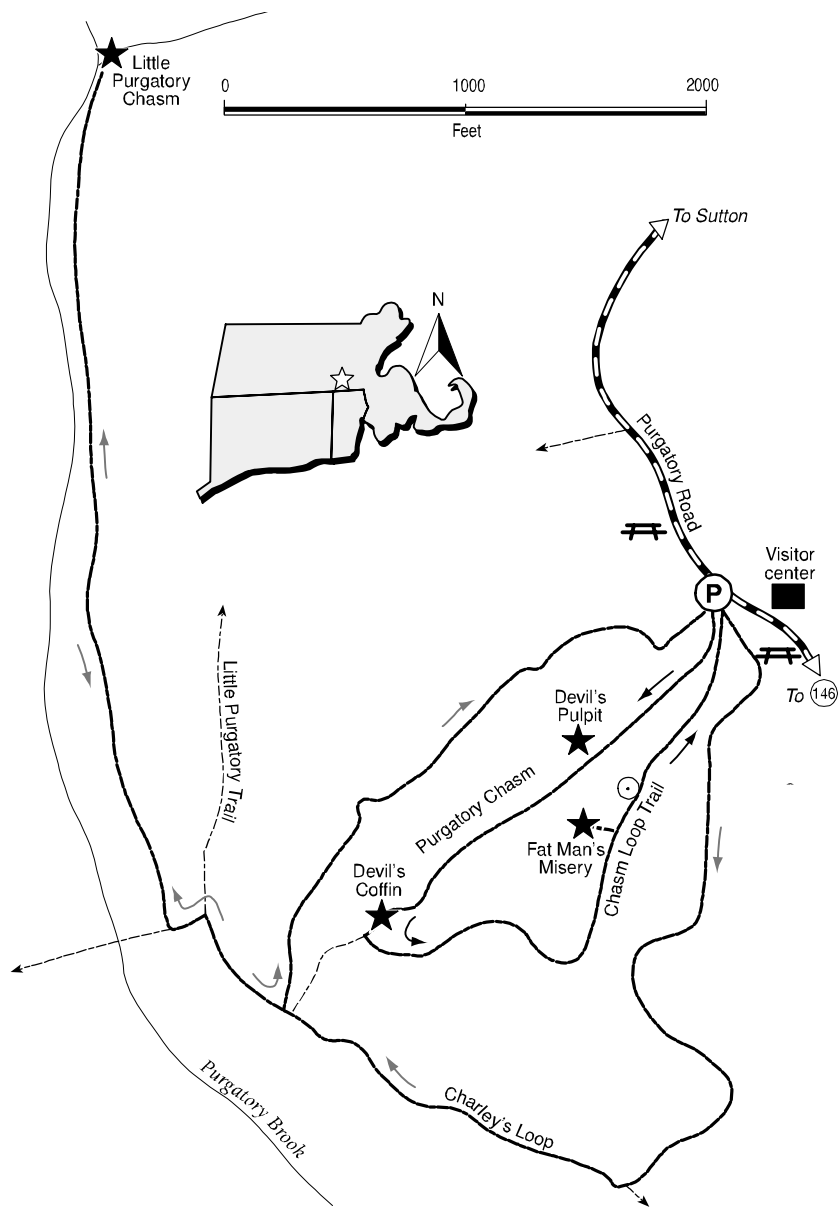 Little
Purgatory
Chasm
0 1000 2000
Feet
To Sutton
N
Purgatory Road
Visitor
center
P
To 146
Little Purgatory Trail
Devil's
Pulpit
Purgatory Chasm
Fat Man's
Misery
Chasm Loop Trail
Devil's
Coffin
Purgatory Brook
Charley's Loop